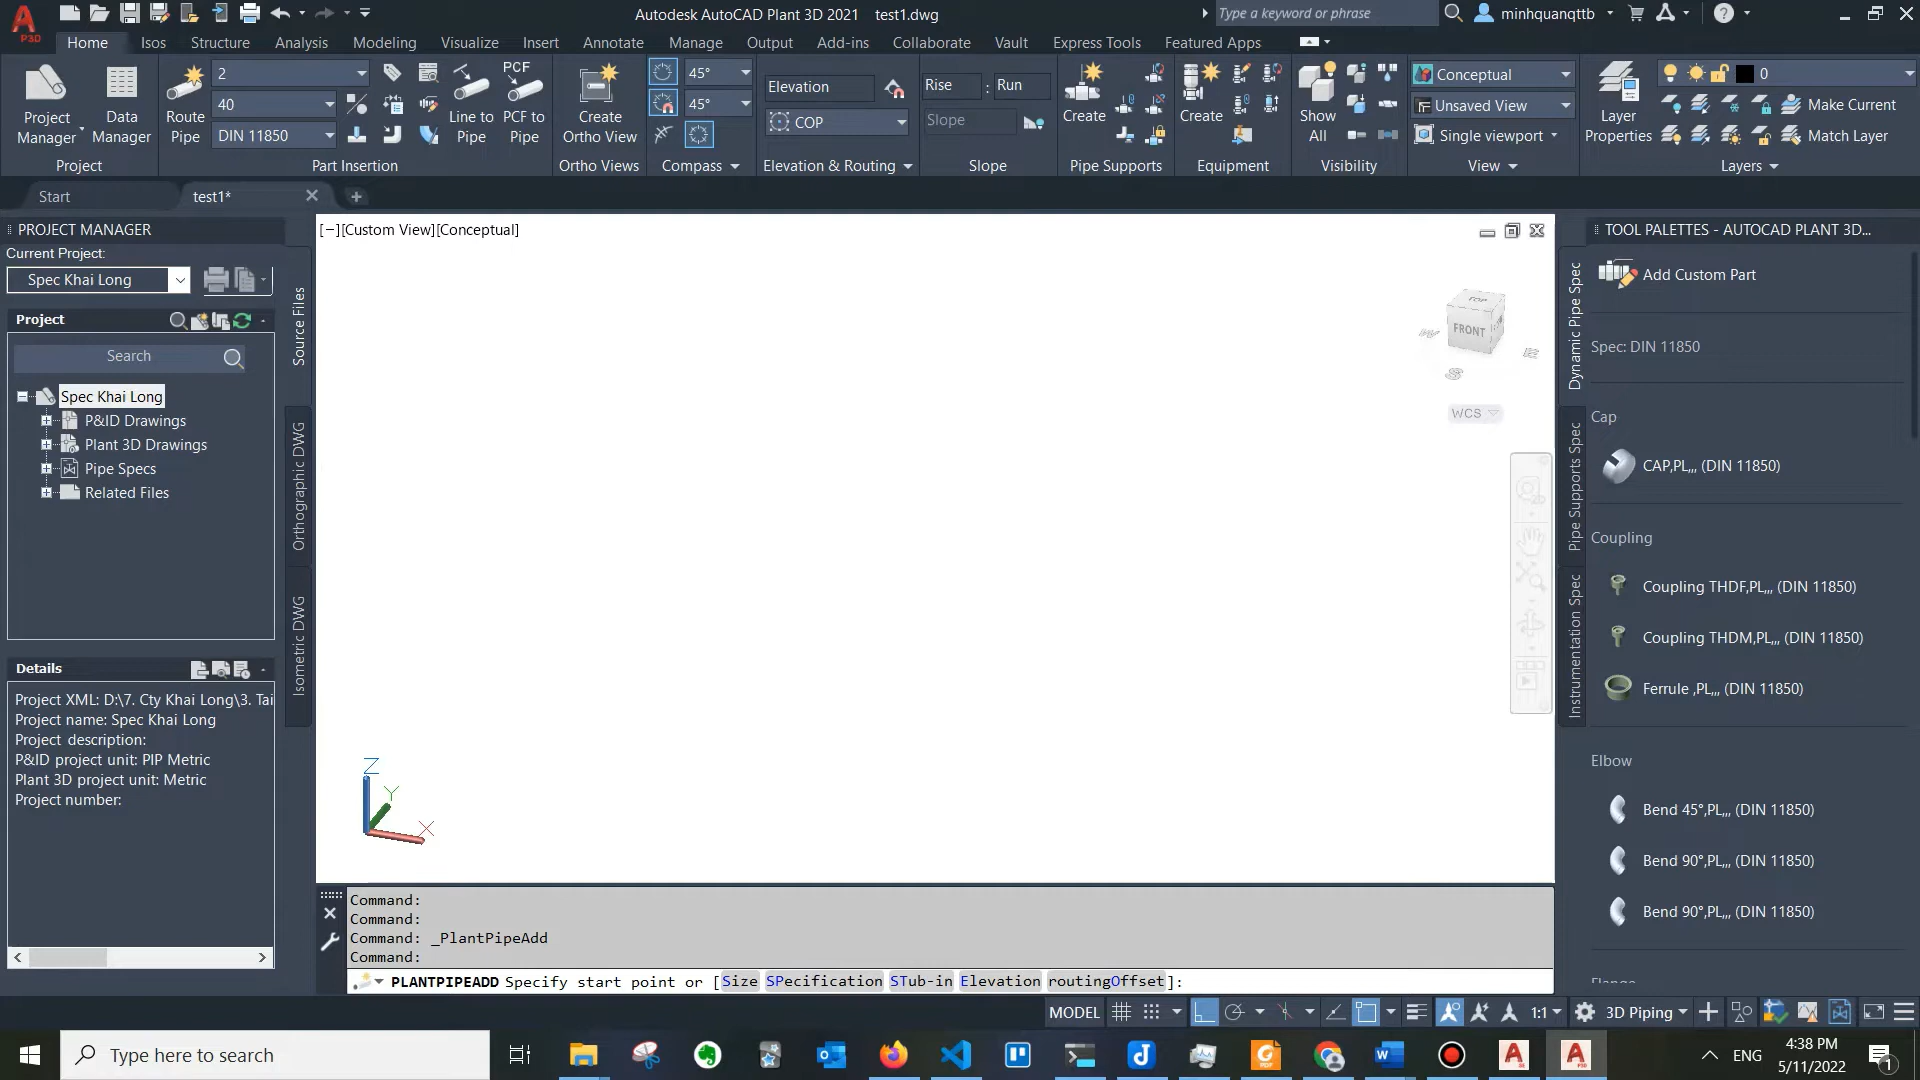 Autodesk AutoCAD Plant 3D 2021 test1.dwg
Type a keyword or phrase
minhquangttb
P3D
Home Isos Structure Analysis Modeling Visualize Insert Annotate Manage Output Add-ins Collaborate Vault Express Tools Featured Apps
Project Manager
Data Manager
Project
Route Pipe
2
40
DIN 11850
Line to Pipe
PCF
PCF to Pipe
Part Insertion
Create Ortho View
Ortho Views
45°
45°
Compass
Elevation
COP
Elevation & Routing
Rise : Run
Slope
Slope
Create
Pipe Supports
Create
Equipment
Show All
Visibility
Conceptual
Unsaved View
Single viewport
View
Layer Properties
0
Make Current
Match Layer
Layers
Start
test1*
PROJECT MANAGER
Current Project:
Spec Khai Long
Project
Search
Spec Khai Long
P&ID Drawings
Plant 3D Drawings
Pipe Specs
Related Files
Source Files
Orthographic DWG
Isometric DWG
Details
Project XML: D:\7. Cty Khai Long\3. Tai
Project name: Spec Khai Long
Project description:
P&ID project unit: PIP Metric
Plant 3D project unit: Metric
Project number:
[−][Custom View][Conceptual]
TOP
FRONT
W
E
S
WCS
Z
Y
X
Command:
Command:
Command: _PlantPipeAdd
Command:
PLANTPIPEADD Specify start point or [Size SPecification STub-in Elevation routingOffset]:
TOOL PALETTES - AUTOCAD PLANT 3D...
Dynamic Pipe Spec
Pipe Supports Spec
Instrumentation Spec
Add Custom Part
Spec: DIN 11850
Cap
CAP,PL,,, (DIN 11850)
Coupling
Coupling THDF,PL,,, (DIN 11850)
Coupling THDM,PL,,, (DIN 11850)
Ferrule ,PL,,, (DIN 11850)
Elbow
Bend 45°,PL,,, (DIN 11850)
Bend 90°,PL,,, (DIN 11850)
Bend 90°,PL,,, (DIN 11850)
Flange
MODEL
1:1
3D Piping
Type here to search
ENG
4:38 PM
5/11/2022
1